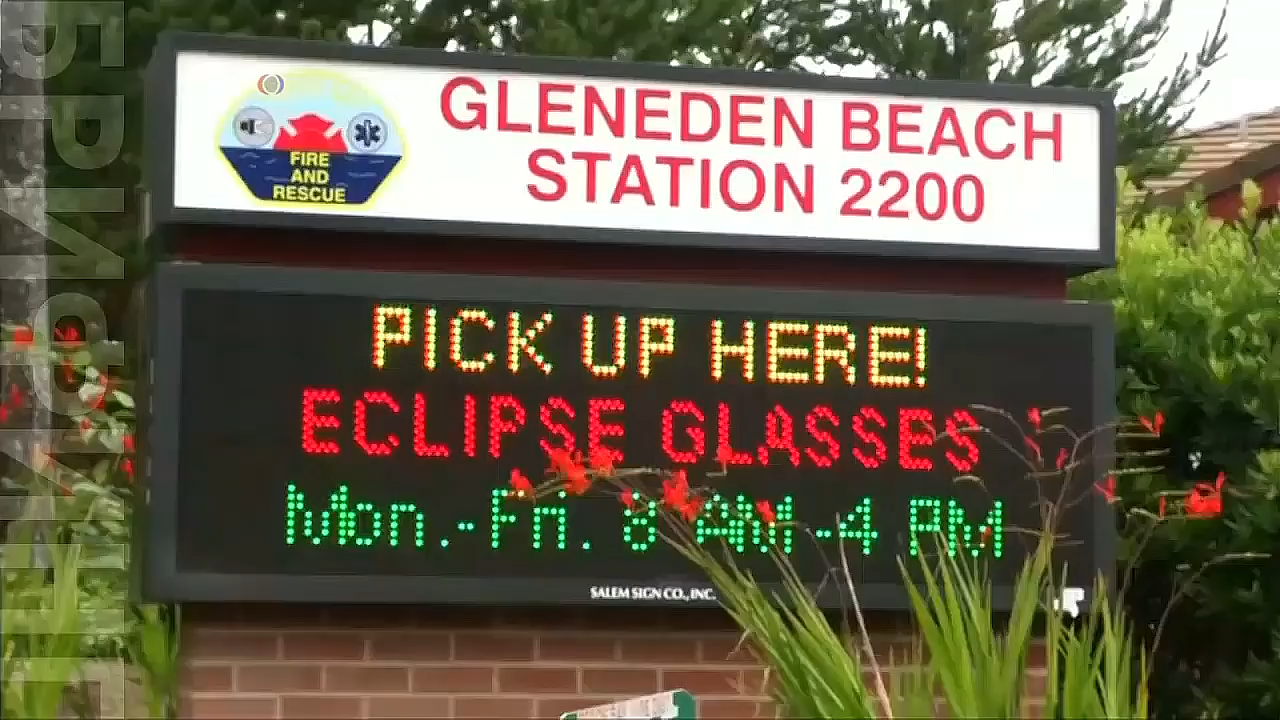 GLENEDEN BEACH
STATION 2200
FIRE
AND
RESCUE
PICK UP HERE!
ECLIPSE GLASSES
Mon.-Fri. 8 AM-4 PM
SALEM SIGN CO., INC.
БРИФИНГ